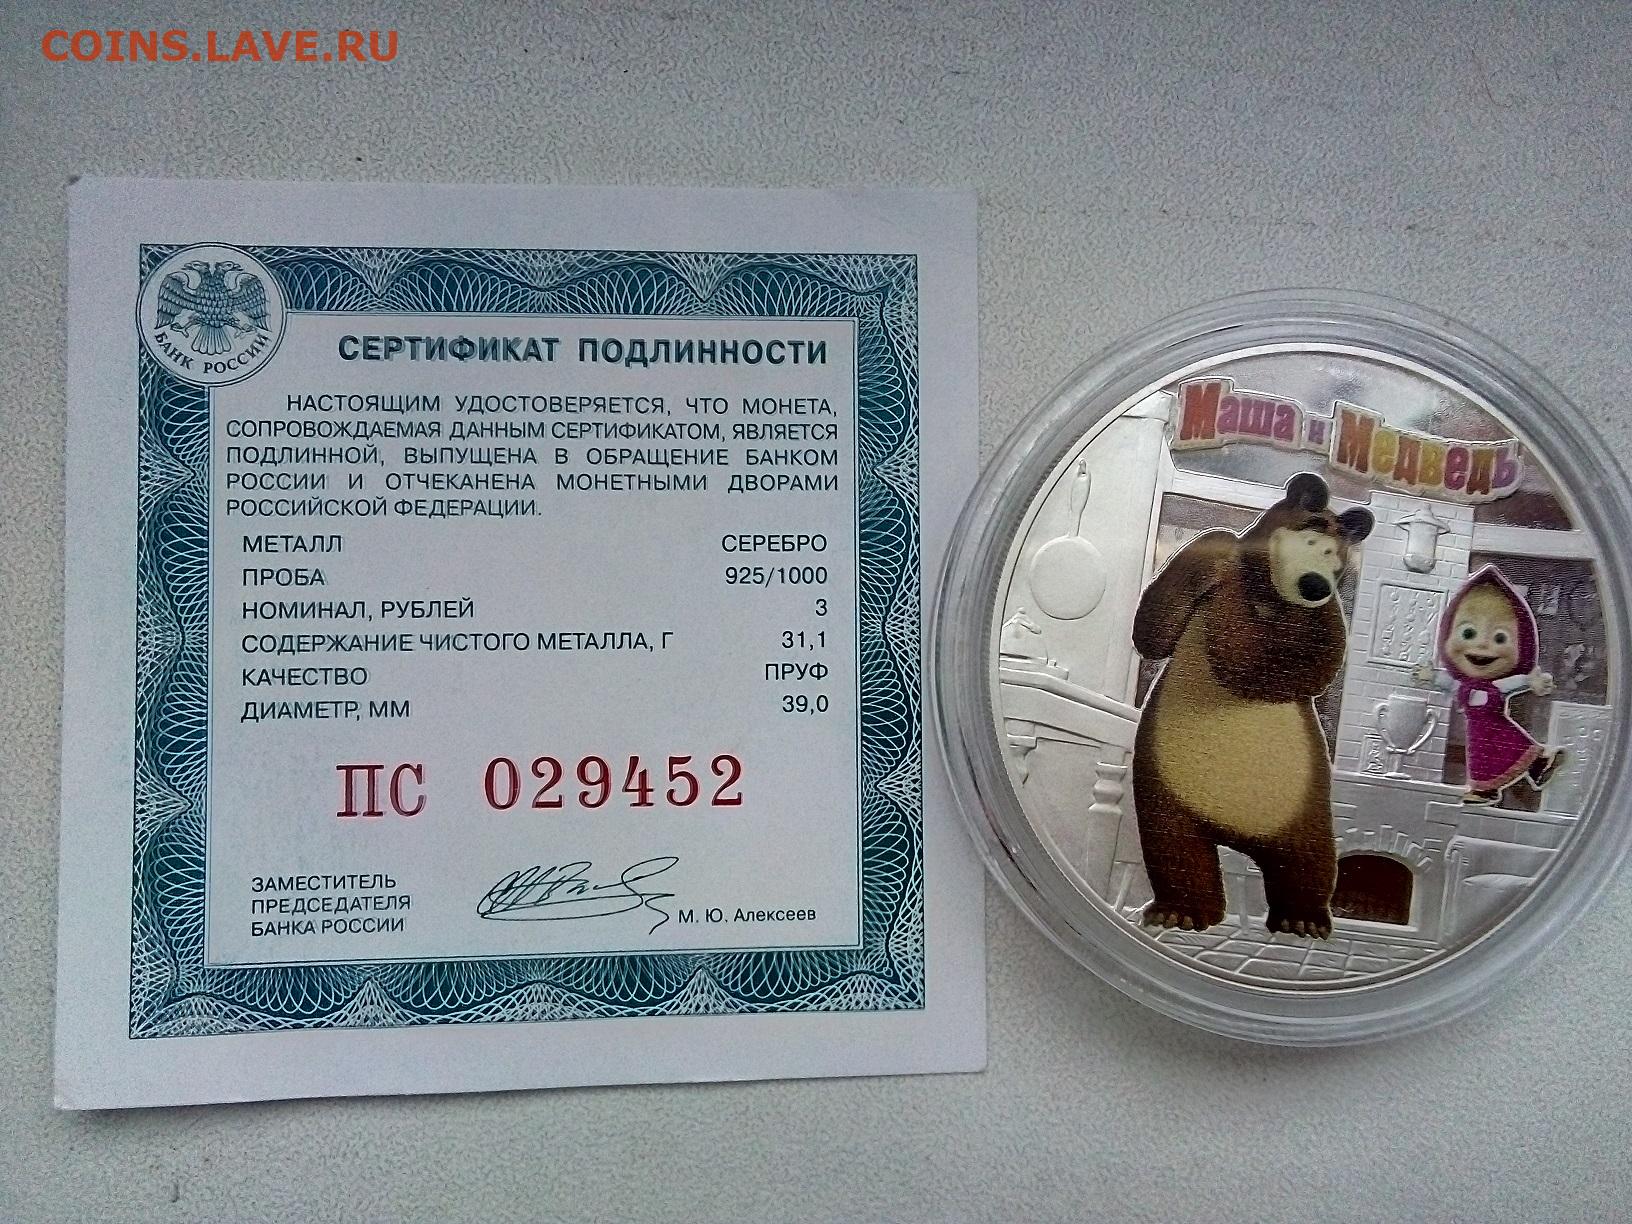 COINS.LAVE.RU
БАНК РОССИИ
СЕРТИФИКАТ ПОДЛИННОСТИ
НАСТОЯЩИМ УДОСТОВЕРЯЕТСЯ, ЧТО МОНЕТА,
СОПРОВОЖДАЕМАЯ ДАННЫМ СЕРТИФИКАТОМ, ЯВЛЯЕТСЯ
ПОДЛИННОЙ, ВЫПУЩЕНА В ОБРАЩЕНИЕ БАНКОМ
РОССИИ И ОТЧЕКАНЕНА МОНЕТНЫМИ ДВОРАМИ
РОССИЙСКОЙ ФЕДЕРАЦИИ.
МЕТАЛЛ СЕРЕБРО
ПРОБА 925/1000
НОМИНАЛ, РУБЛЕЙ 3
СОДЕРЖАНИЕ ЧИСТОГО МЕТАЛЛА, Г 31,1
КАЧЕСТВО ПРУФ
ДИАМЕТР, ММ 39,0
ПС 029452
ЗАМЕСТИТЕЛЬ
ПРЕДСЕДАТЕЛЯ
БАНКА РОССИИ
М. Ю. Алексеев
Маша и Медведь